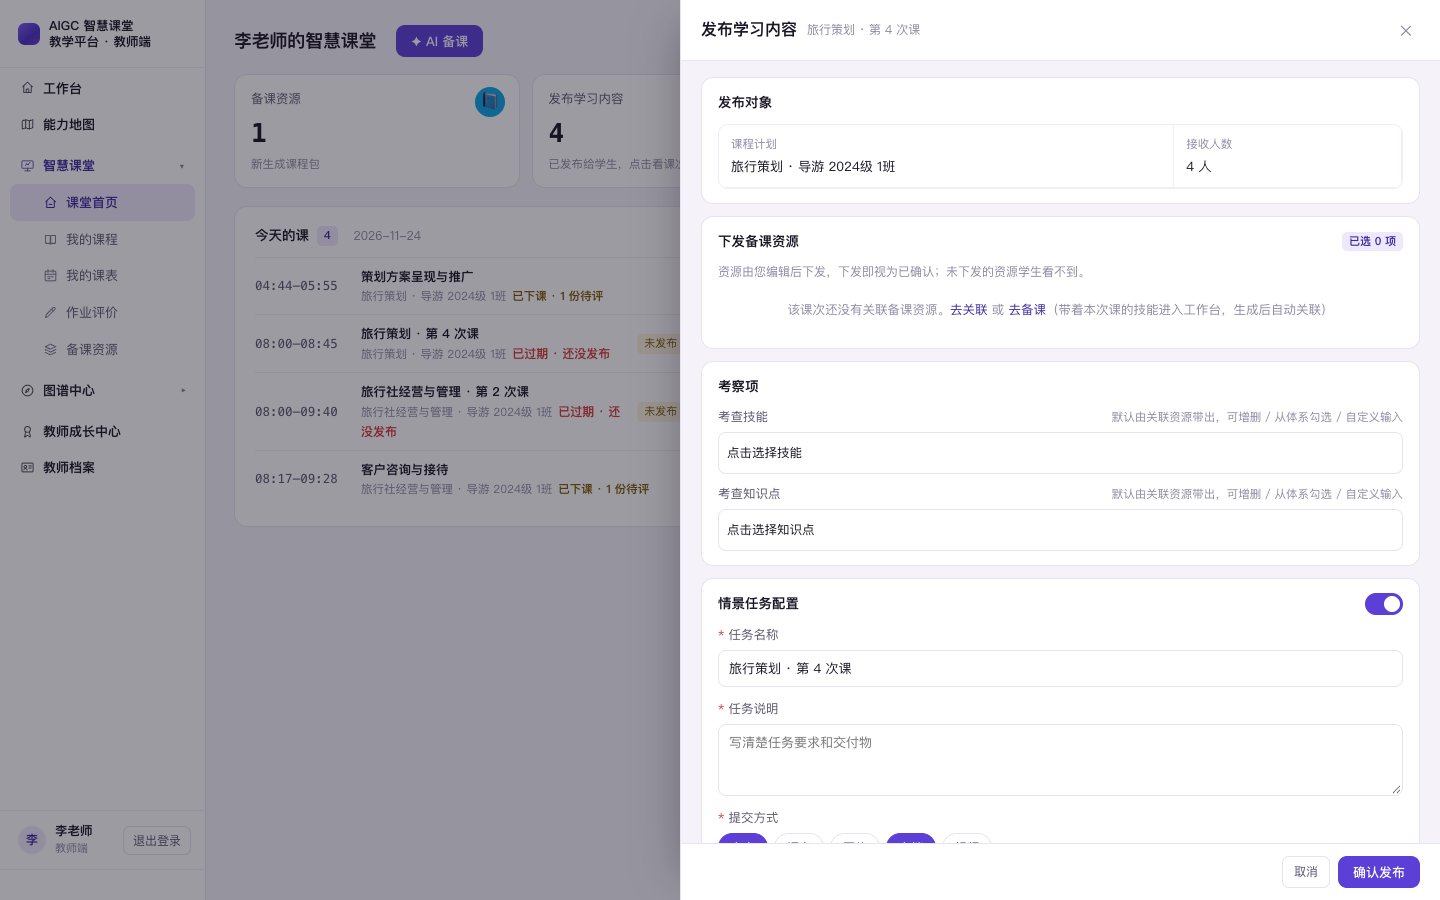 AIGC 智慧课堂
教学平台 · 教师端
工作台
能力地图
智慧课堂
课堂首页
我的课程
我的课表
作业评价
备课资源
图谱中心
教师成长中心
教师档案
李
李老师
教师端
退出登录
李老师的智慧课堂
AI 备课
备课资源
1
新生成课程包
发布学习内容
4
已发布给学生，点击看课
今天的课 4 2026-11-24
04:44-05:55
策划方案呈现与推广
旅行策划 · 导游 2024级 1班 已下课 · 1 份待评
08:00-08:45
旅行策划 · 第 4 次课
旅行策划 · 导游 2024级 1班 已过期 · 还没发布
未发布
08:00-09:40
旅行社经营与管理 · 第 2 次课
旅行社经营与管理 · 导游 2024级 1班 已过期 · 还
没发布
未发布
08:17-09:28
客户咨询与接待
旅行社经营与管理 · 导游 2024级 1班 已下课 · 1 份待评
发布学习内容 旅行策划 · 第 4 次课
发布对象
课程计划
旅行策划 · 导游 2024级 1班
接收人数
4 人
下发备课资源
已选 0 项
资源由您编辑后下发，下发即视为已确认；未下发的资源学生看不到。
该课次还没有关联备课资源。去关联 或 去备课（带着本次课的技能进入工作台，生成后自动关联）
考察项
考查技能
默认由关联资源带出，可增删 / 从体系勾选 / 自定义输入
点击选择技能
考查知识点
默认由关联资源带出，可增删 / 从体系勾选 / 自定义输入
点击选择知识点
情景任务配置
* 任务名称
旅行策划 · 第 4 次课
* 任务说明
写清楚任务要求和交付物
* 提交方式
取消
确认发布